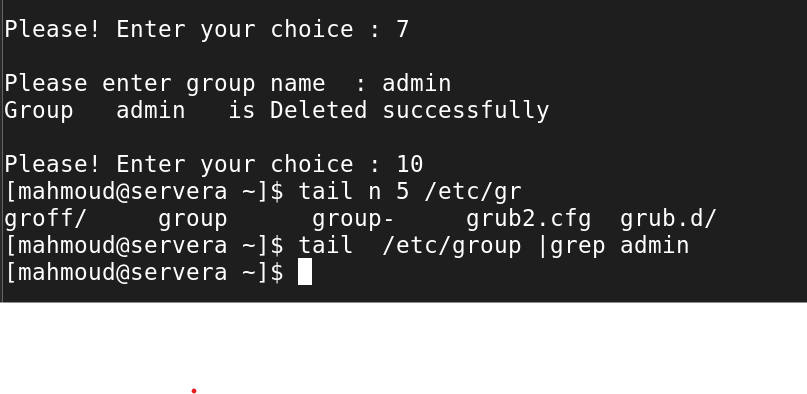 Please! Enter your choice : 7
Please enter group name  : admin
Group   admin   is Deleted successfully
Please! Enter your choice : 10
[mahmoud@servera ~]$ tail n 5 /etc/gr
groff/     group      group-     grub2.cfg  grub.d/
[mahmoud@servera ~]$ tail  /etc/group |grep admin
[mahmoud@servera ~]$